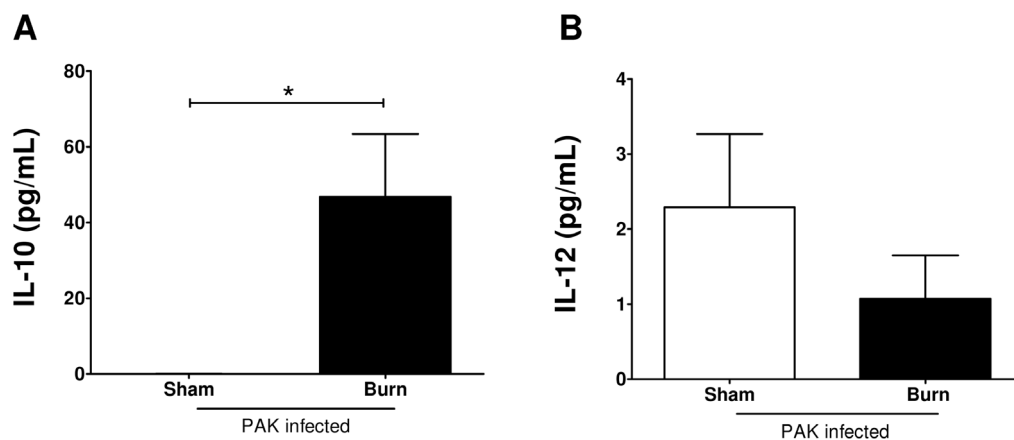 A
IL-10 (pg/mL)
80
60
40
20
0
*
Sham Burn
PAK infected
B
IL-12 (pg/mL)
4
3
2
1
0
Sham Burn
PAK infected